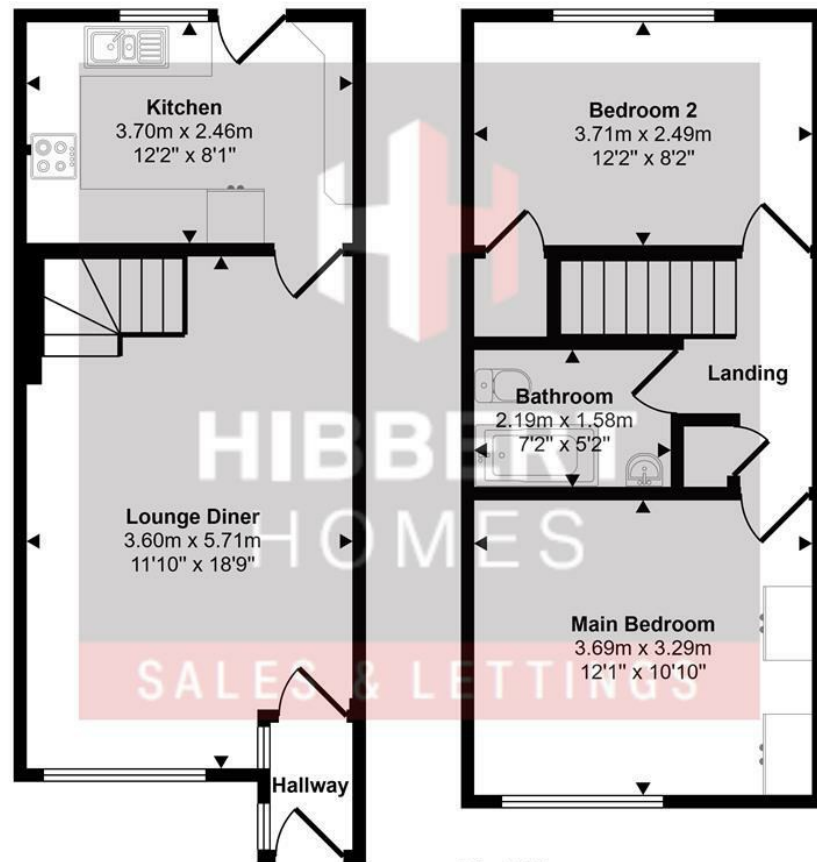 Kitchen
3.70m x 2.46m
12'2" x 8'1"
Lounge Diner
3.60m x 5.71m
11'10" x 18'9"
Hallway
Bedroom 2
3.71m x 2.49m
12'2" x 8'2"
Landing
Bathroom
2.19m x 1.58m
7'2" x 5'2"
Main Bedroom
3.69m x 3.29m
12'1" x 10'10"
HIBBERT
HOMES
SALES & LETTINGS